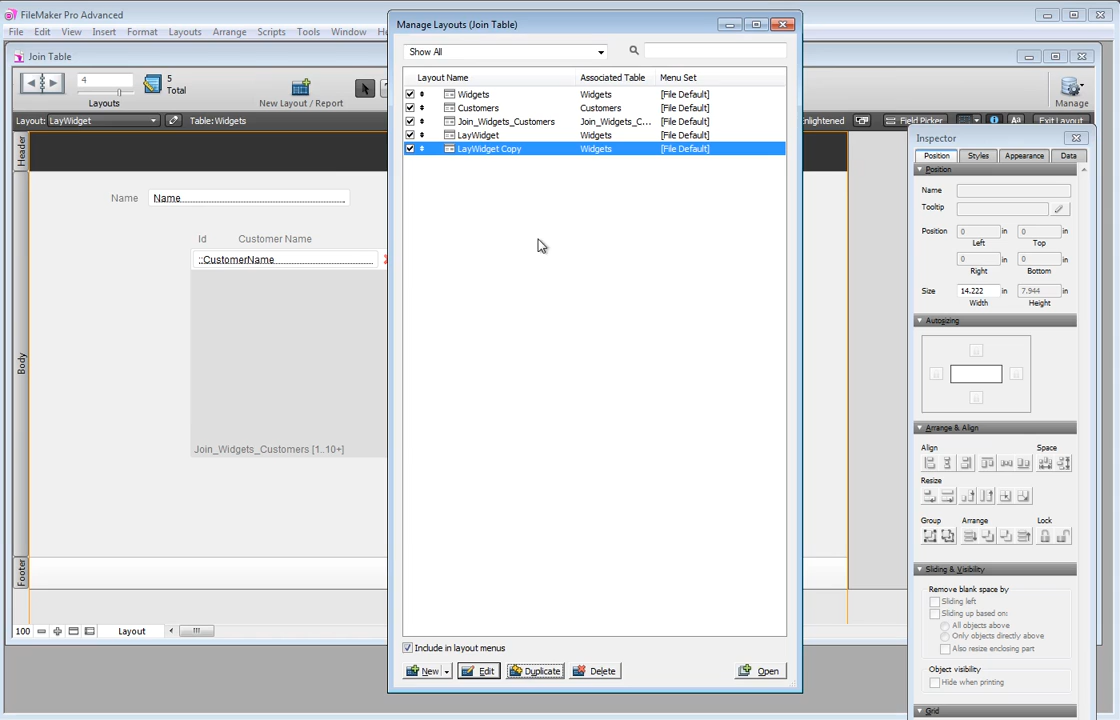 FileMaker Pro Advanced
File Edit View Insert Format Layouts Arrange Scripts Tools Window
Join Table
4
Layouts
5
Total
New Layout / Report
Manage
Layout: LayWidget
Table: Widgets
Enlightened
Field Picker
Aa
Exit Layout
Header
Name
Name
Id
Customer Name
::CustomerName
Body
Join_Widgets_Customers [1..10+]
Footer
100
Layout
Manage Layouts (Join Table)
Show All
Layout Name Associated Table Menu Set
Widgets Widgets [File Default]
Customers Customers [File Default]
Join_Widgets_Customers Join_Widgets_C... [File Default]
LayWidget Widgets [File Default]
LayWidget Copy Widgets [File Default]
Include in layout menus
New Edit Duplicate Delete Open
Inspector
Position Styles Appearance Data
Position
Name
Tooltip
Position 0 in 0 in
Left Top
0 in 0 in
Right Bottom
Size 14.222 in 7.944 in
Width Height
Autosizing
Arrange & Align
Align Space
Resize
Group Arrange Lock
Sliding & Visibility
Remove blank space by
Sliding left
Sliding up based on:
All objects above
Only objects directly above
Also resize enclosing part
Object visibility
Hide when printing
Grid